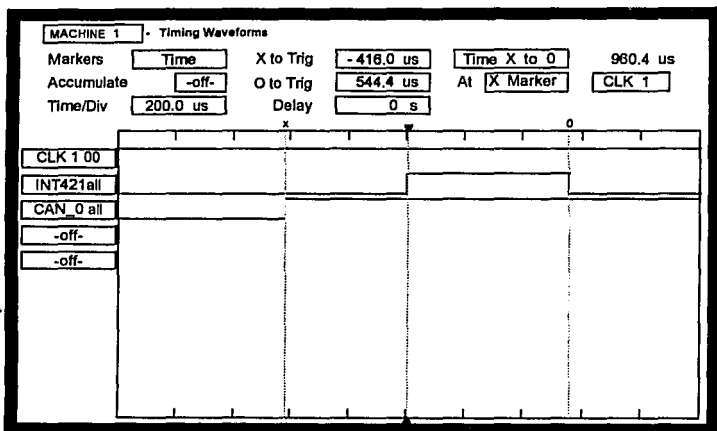 MACHINE 1 - Timing Waveforms
Markers Time X to Trig - 416.0 us Time X to 0 960.4 us
Accumulate -off- O to Trig 544.4 us At X Marker CLK 1
Time/Div 200.0 us Delay 0 s
x 0
CLK 1 00
INT421all
CAN_0 all
-off-
-off-